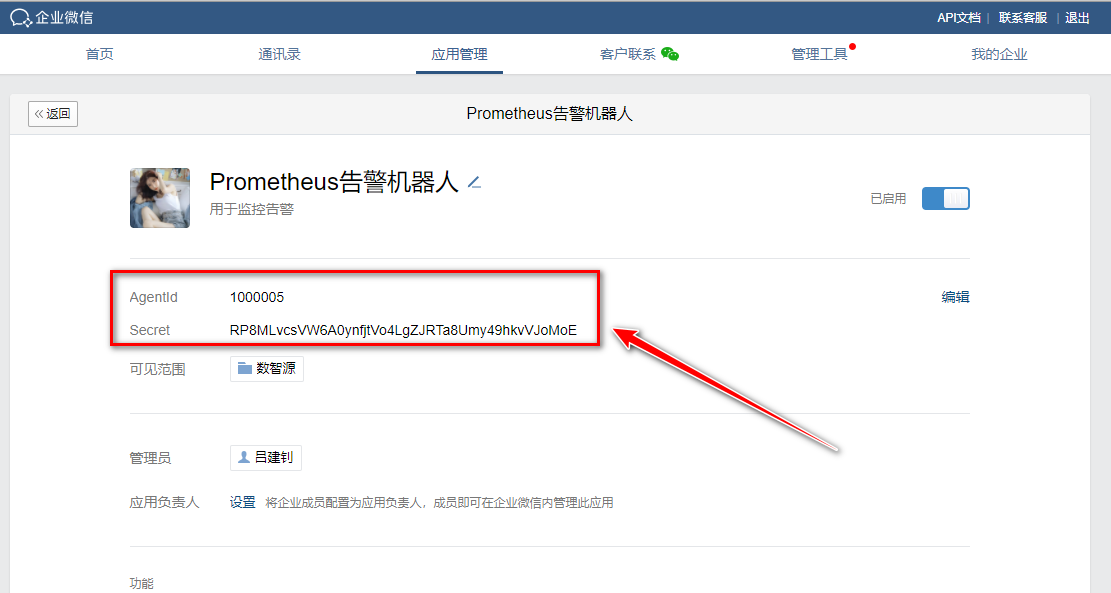 企业微信
API文档 | 联系客服 | 退出
首页 通讯录 应用管理 客户联系 管理工具 我的企业
<<返回 Prometheus告警机器人
Prometheus告警机器人
用于监控告警
已启用
AgentId 1000005
编辑
Secret RP8MLvcsVW6A0ynfjtVo4LgZJRTa8Umy49hkvVJoMoE
可见范围 数智源
管理员 吕建钊
应用负责人 设置 将企业成员配置为应用负责人，成员即可在企业微信内管理此应用
功能